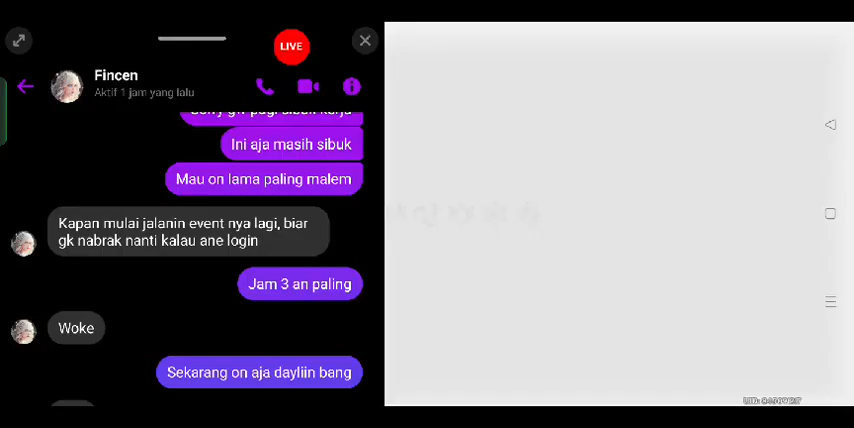 LIVE
Fincen
Aktif 1 jam yang lalu
Ini aja masih sibuk
Mau on lama paling malem
Kapan mulai jalanin event nya lagi, biar
gk nabrak nanti kalau ane login
Jam 3 an paling
Woke
Sekarang on aja dayliin bang
UID: